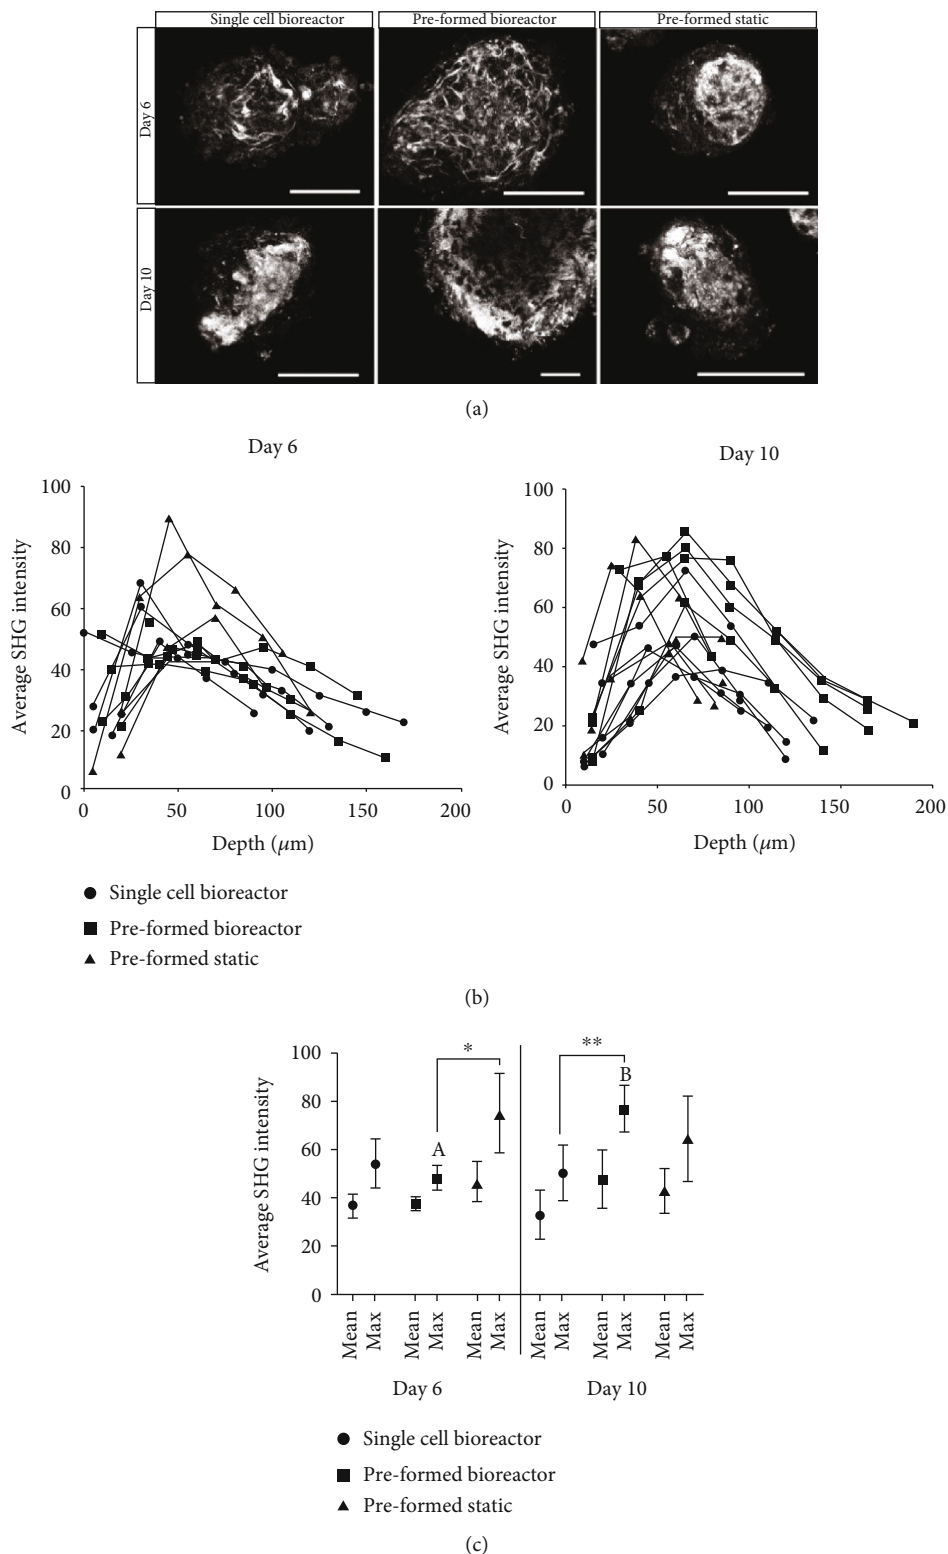 Single cell bioreactor
Pre-formed bioreactor
Pre-formed static
Day 6
Day 10
(a)
Day 6
Average SHG intensity
100
80
60
40
20
0
0
50
100
150
200
Depth (μm)
Day 10
Average SHG intensity
100
80
60
40
20
0
0
50
100
150
200
Depth (μm)
Single cell bioreactor
Pre-formed bioreactor
Pre-formed static
(b)
Average SHG intensity
100
80
60
40
20
0
*
**
A
B
Mean
Max
Mean
Max
Mean
Max
Mean
Max
Mean
Max
Mean
Max
Day 6
Day 10
Single cell bioreactor
Pre-formed bioreactor
Pre-formed static
(c)